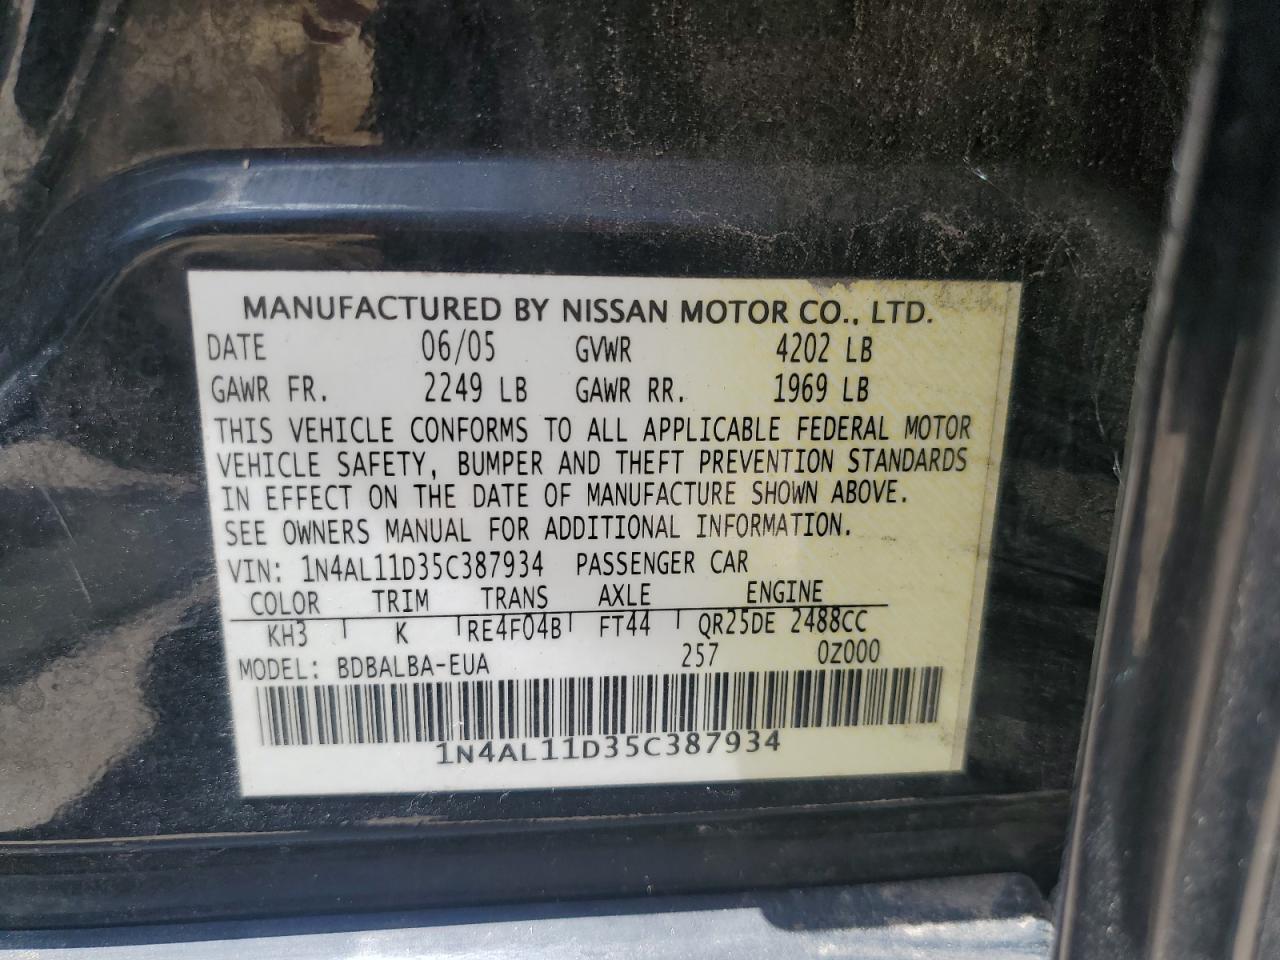 MANUFACTURED BY NISSAN MOTOR CO., LTD.
DATE 06/05 GVWR 4202 LB
GAWR FR. 2249 LB GAWR RR. 1969 LB
THIS VEHICLE CONFORMS TO ALL APPLICABLE FEDERAL MOTOR
VEHICLE SAFETY, BUMPER AND THEFT PREVENTION STANDARDS
IN EFFECT ON THE DATE OF MANUFACTURE SHOWN ABOVE.
SEE OWNERS MANUAL FOR ADDITIONAL INFORMATION.
VIN: 1N4AL11D35C387934 PASSENGER CAR
COLOR TRIM TRANS AXLE ENGINE
KH3 K RE4F04B FT44 QR25DE 2488CC
MODEL: BDBALBA-EUA 257 0Z000
1N4AL11D35C387934